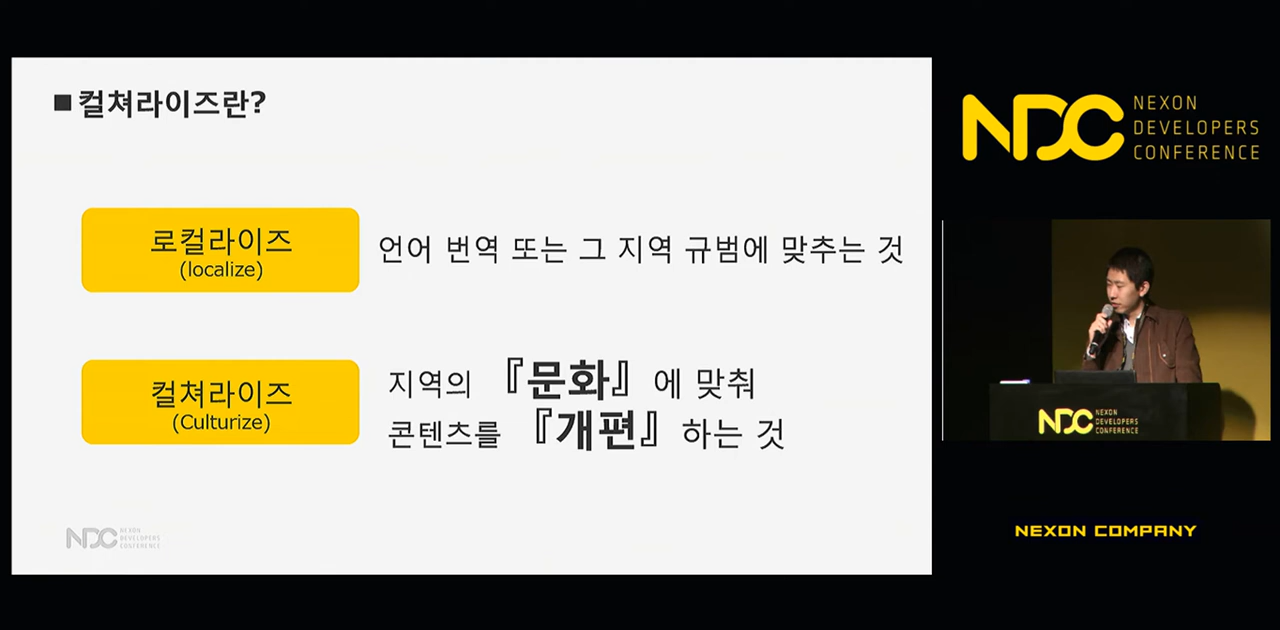 ■ 컬쳐라이즈란?
로컬라이즈
(localize)
언어 번역 또는 그 지역 규범에 맞추는 것
컬쳐라이즈
(Culturize)
지역의 『문화』에 맞춰
콘텐츠를 『개편』하는 것
NDC
NEXON
DEVELOPERS
CONFERENCE
NDC
NEXON
DEVELOPERS
CONFERENCE
NDC
NEXON
DEVELOPERS
CONFERENCE
NEXON COMPANY